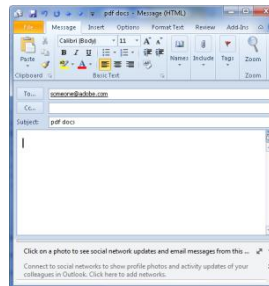 pdf docs - Message (HTML)
File Message Insert Options Format Text Review Add-Ins
Calibri (Body) 11
Paste
B I U
Names Include Tags Zoom
Clipboard Basic Text Zoom
To... someone@adobe.com
Cc...
Subject: pdf docs
Click on a photo to see social network updates and email messages from this ...
Connect to social networks to show profile photos and activity updates of your
colleagues in Outlook. Click here to add networks.